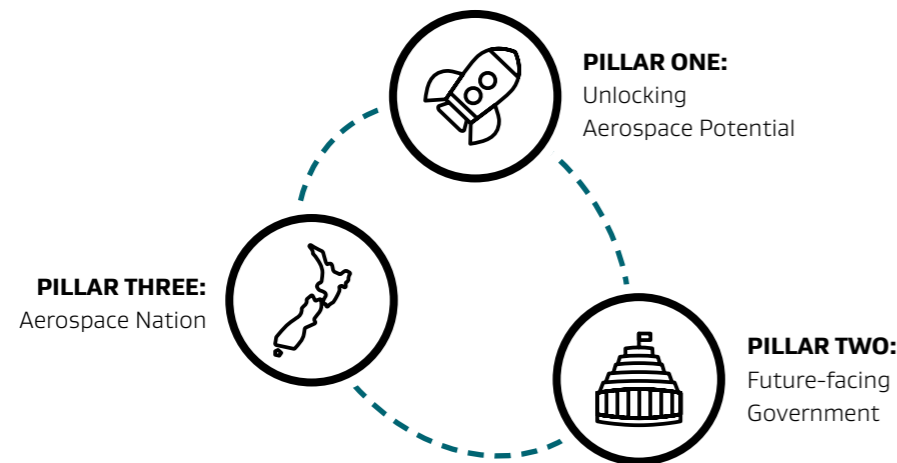 PILLAR ONE:
Unlocking
Aerospace Potential
PILLAR THREE:
Aerospace Nation
PILLAR TWO:
Future-facing
Government